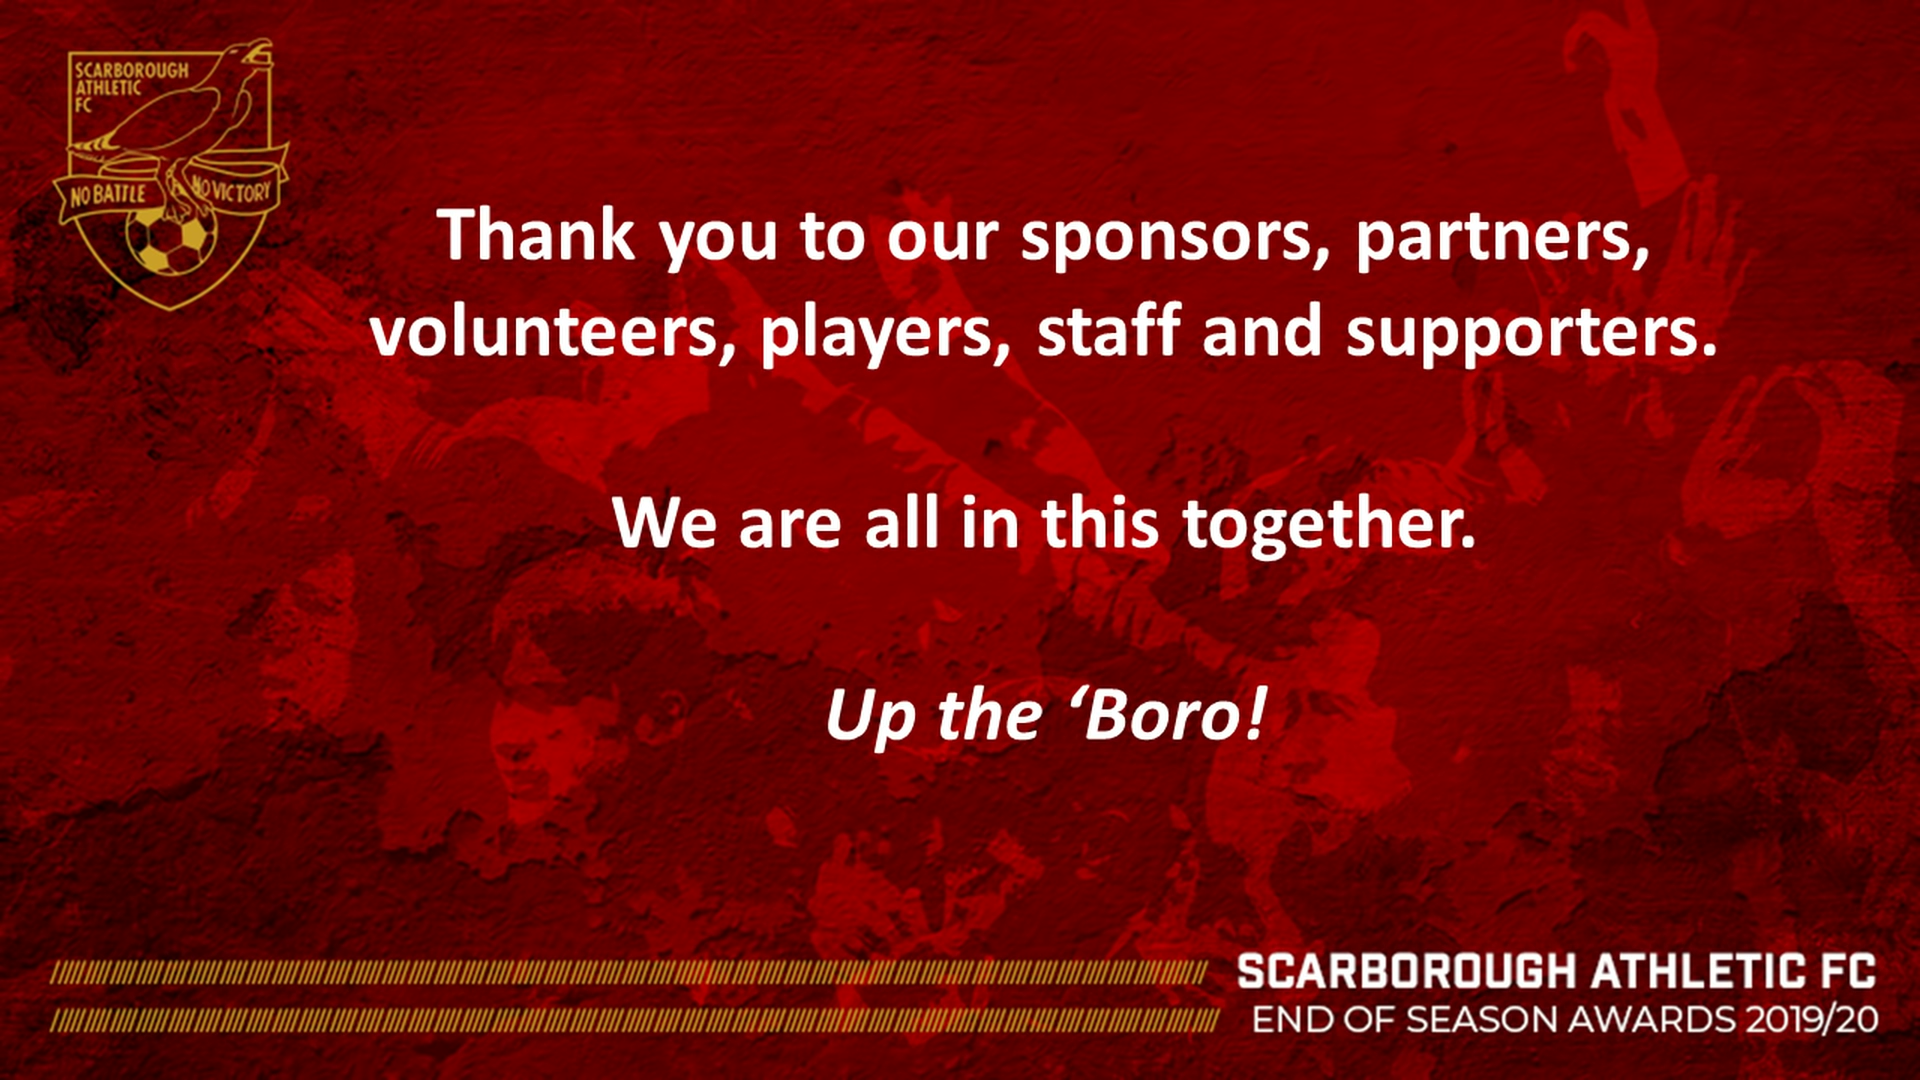 SCARBOROUGH
ATHLETIC
FC
NO BATTLE NO VICTORY
Thank you to our sponsors, partners,
volunteers, players, staff and supporters.
We are all in this together.
Up the ‘Boro!
SCARBOROUGH ATHLETIC FC
END OF SEASON AWARDS 2019/20